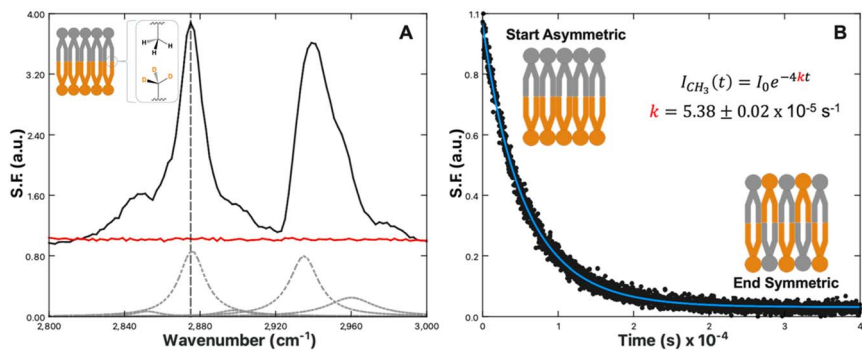 A
4.00
3.20
2.40
1.60
0.80
0
S.F. (a.u.)
H
H
H
D
D
D
2,800
2,840
2,880
2,920
2,960
3,000
Wavenumber (cm-1)
B
1.1
0.8
0.6
0.4
0.2
0
S.F. (a.u.)
Start Asymmetric
I_CH₃(t) = I₀e^-4kt
k = 5.38 ± 0.02 x 10⁻⁵ s⁻¹
End Symmetric
0
1
2
3
4
Time (s) x 10⁻⁴